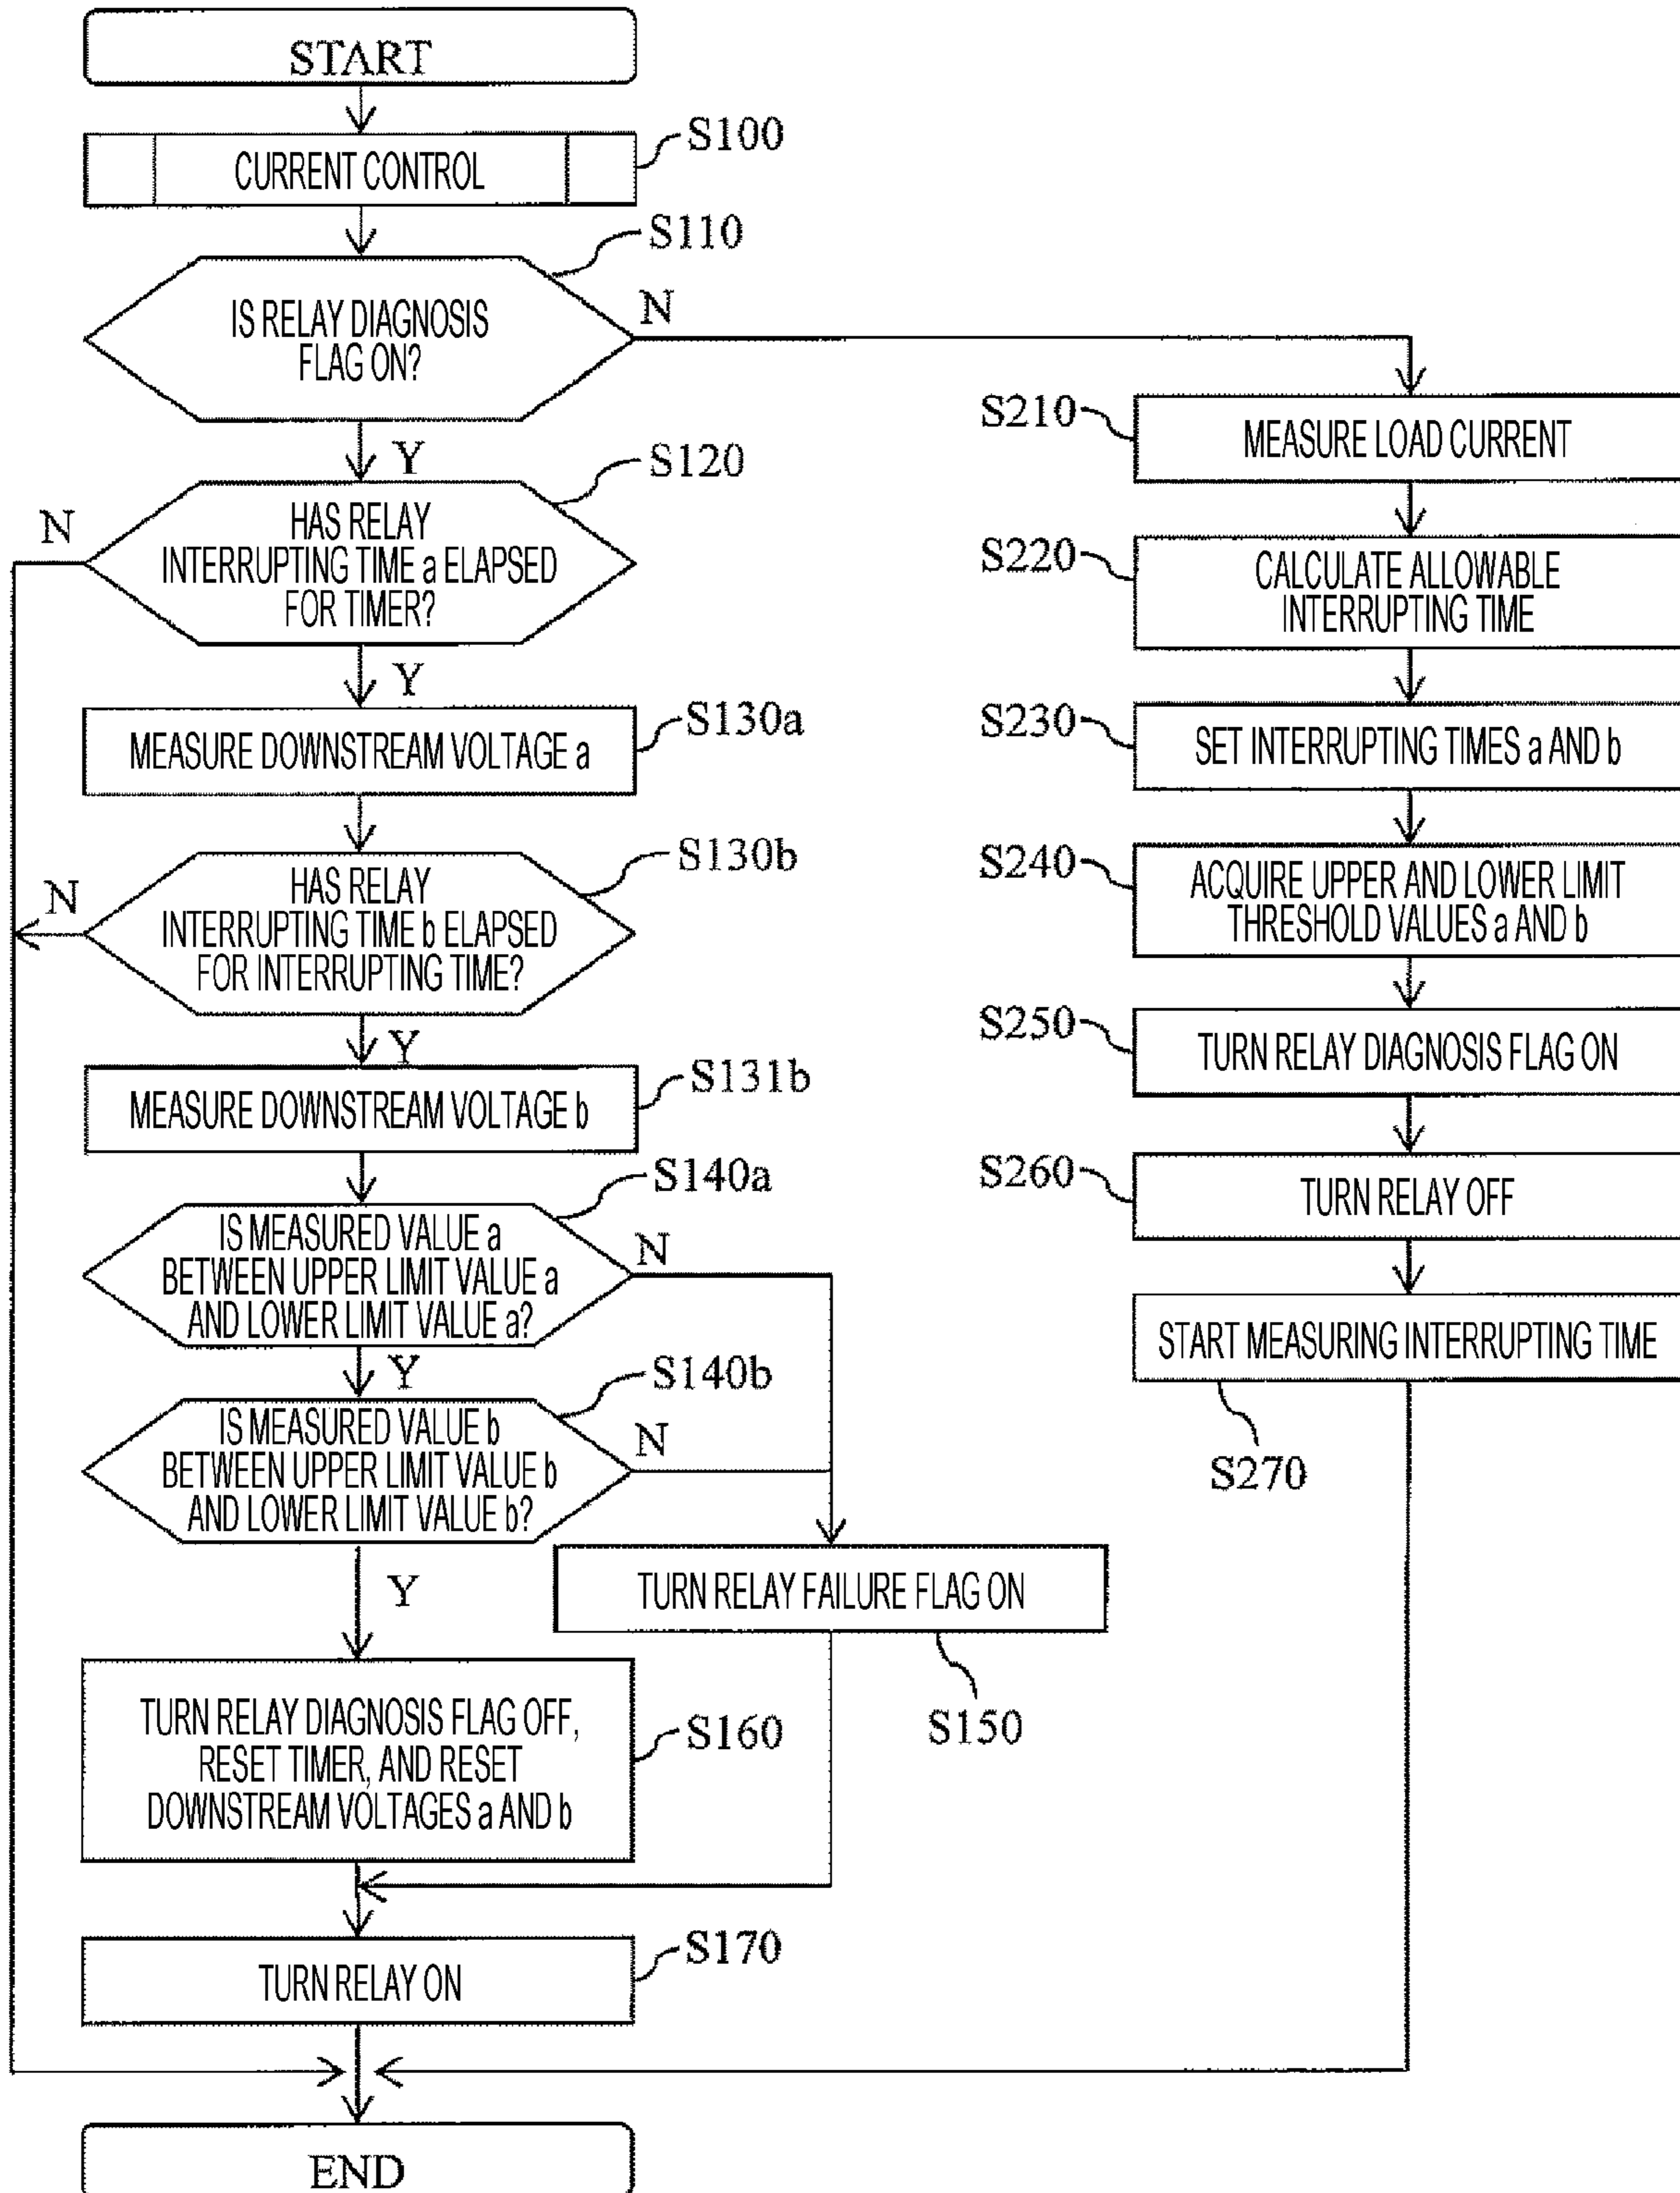 START
CURRENT CONTROL
S100
IS RELAY DIAGNOSIS
FLAG ON?
S110
N
Y
HAS RELAY
INTERRUPTING TIME a ELAPSED
FOR TIMER?
S120
N
Y
MEASURE DOWNSTREAM VOLTAGE a
S130a
HAS RELAY
INTERRUPTING TIME b ELAPSED
FOR INTERRUPTING TIME?
S130b
N
Y
MEASURE DOWNSTREAM VOLTAGE b
S131b
IS MEASURED VALUE a
BETWEEN UPPER LIMIT VALUE a
AND LOWER LIMIT VALUE a?
S140a
N
Y
IS MEASURED VALUE b
BETWEEN UPPER LIMIT VALUE b
AND LOWER LIMIT VALUE b?
S140b
N
Y
TURN RELAY FAILURE FLAG ON
S150
TURN RELAY DIAGNOSIS FLAG OFF,
RESET TIMER, AND RESET
DOWNSTREAM VOLTAGES a AND b
S160
TURN RELAY ON
S170
END
S210
MEASURE LOAD CURRENT
S220
CALCULATE ALLOWABLE
INTERRUPTING TIME
S230
SET INTERRUPTING TIMES a AND b
S240
ACQUIRE UPPER AND LOWER LIMIT
THRESHOLD VALUES a AND b
S250
TURN RELAY DIAGNOSIS FLAG ON
S260
TURN RELAY OFF
START MEASURING INTERRUPTING TIME
S270